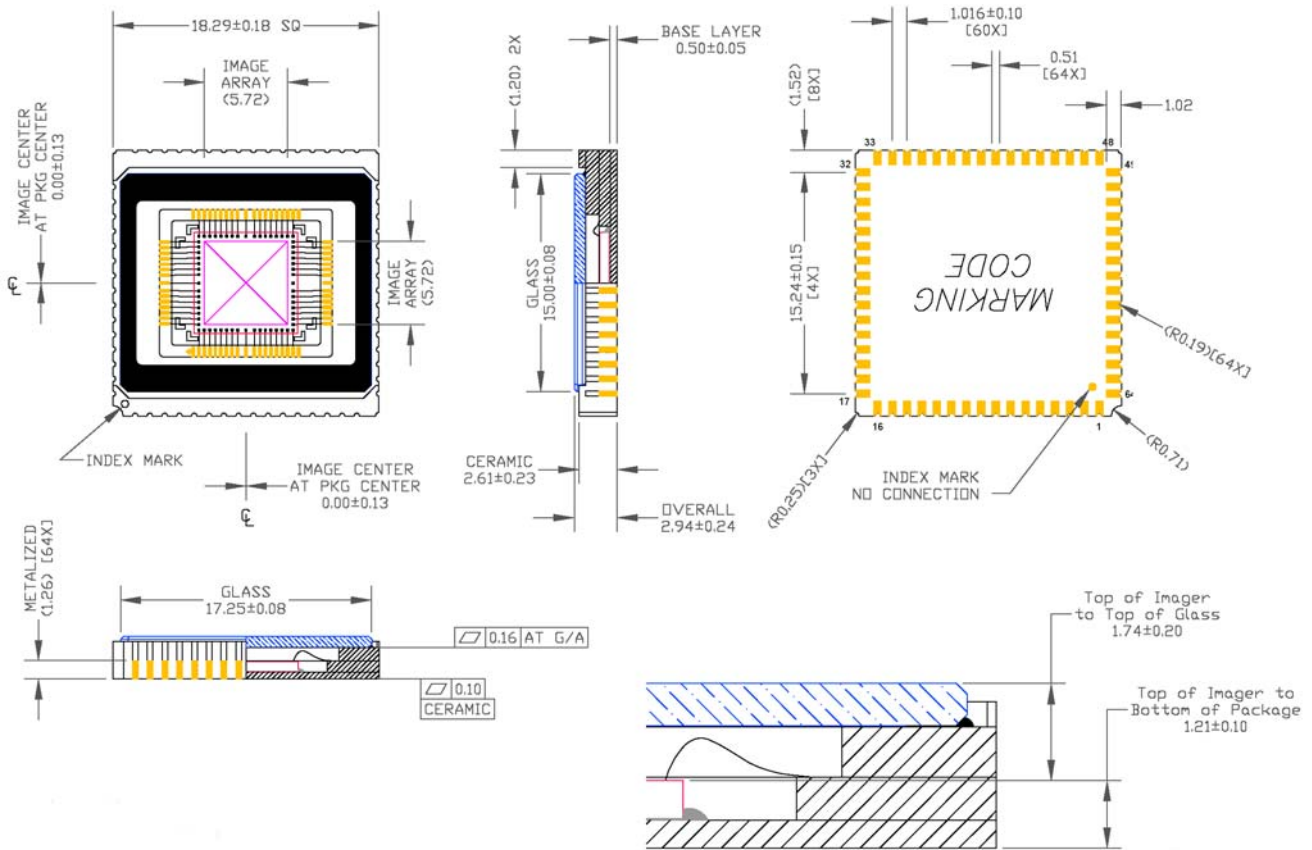 18.29±0.18 SQ
IMAGE
ARRAY
(5.72)
IMAGE CENTER
AT PKG CENTER
0.00±0.13
IMAGE
ARRAY
(5.72)
INDEX MARK
IMAGE CENTER
AT PKG CENTER
0.00±0.13
BASE LAYER
0.50±0.05
(1.20) 2X
GLASS
15.00±0.08
CERAMIC
2.61±0.23
OVERALL
2.94±0.24
1.016±0.10
[60X]
0.51
[64X]
(1.52)
[8X]
1.02
33
48
32
15.24±0.15
[4X]
MARKING
CODE
(R0.19)[64X]
17
64
16
1
(R0.25)[3X]
(R0.71)
INDEX MARK
NO CONNECTION
METALIZED
(1.26) [64X]
GLASS
17.25±0.08
0.16 AT G/A
0.10
CERAMIC
Top of Imager
to Top of Glass
1.74±0.20
Top of Imager to
Bottom of Package
1.21±0.10